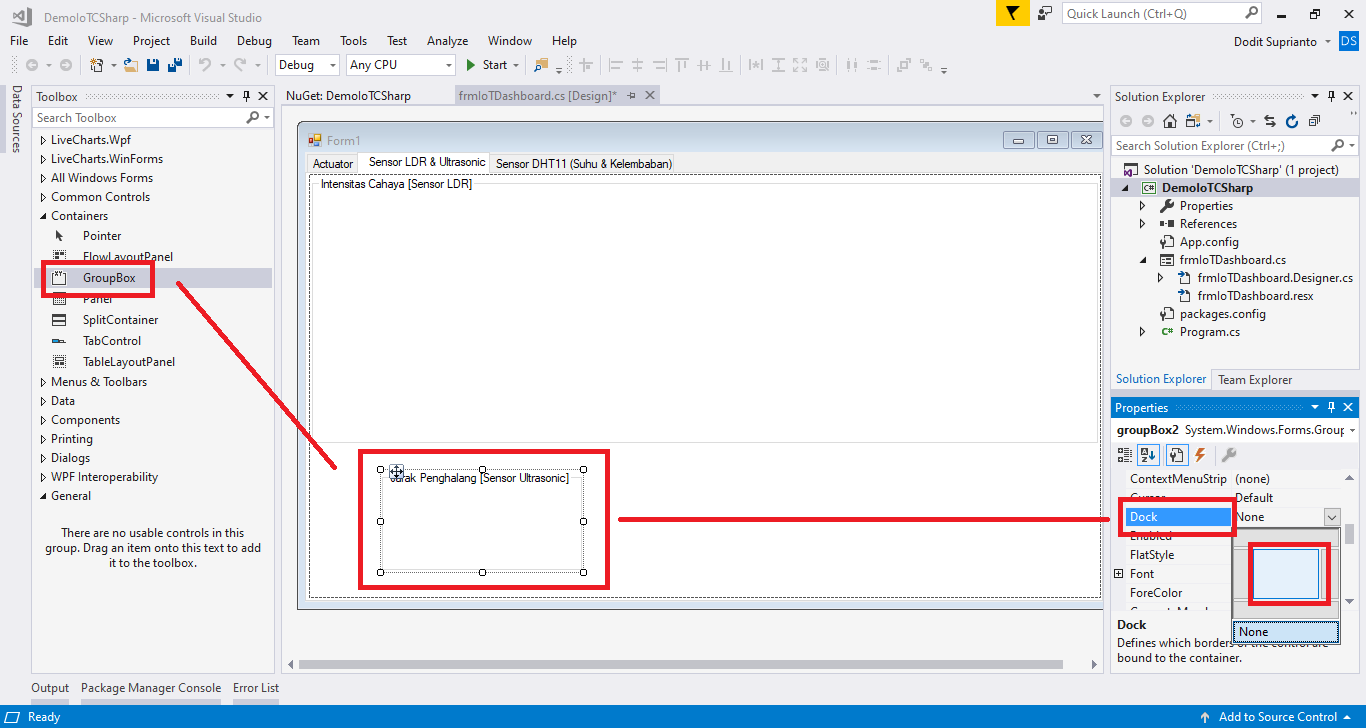 DemoIoTCSharp - Microsoft Visual Studio
Quick Launch (Ctrl+Q)
File Edit View Project Build Debug Team Tools Test Analyze Window Help
Dodit Suprianto DS
Debug Any CPU Start
Data Sources
Toolbox
Search Toolbox
LiveCharts.Wpf
LiveCharts.WinForms
All Windows Forms
Common Controls
Containers
Pointer
FlowLayoutPanel
GroupBox
Panel
SplitContainer
TabControl
TableLayoutPanel
Menus & Toolbars
Data
Components
Printing
Dialogs
WPF Interoperability
General
There are no usable controls in this
group. Drag an item onto this text to add
it to the toolbox.
NuGet: DemoIoTCSharp frmIoTDashboard.cs [Design]*
Form1
Actuator Sensor LDR & Ultrasonic Sensor DHT11 (Suhu & Kelembaban)
Intensitas Cahaya [Sensor LDR]
Penghalang [Sensor Ultrasonic]
Solution Explorer
Search Solution Explorer (Ctrl+;)
Solution 'DemoIoTCSharp' (1 project)
DemoIoTCSharp
Properties
References
App.config
frmIoTDashboard.cs
frmIoTDashboard.Designer.cs
frmIoTDashboard.resx
packages.config
Program.cs
Solution Explorer Team Explorer
Properties
groupBox2 System.Windows.Forms.Group
ContextMenuStrip (none)
Cursor Default
Dock None
Enabled
FlatStyle
Font
ForeColor
None
Dock
Defines which borders of the control are
bound to the container.
Output Package Manager Console Error List
Ready
Add to Source Control